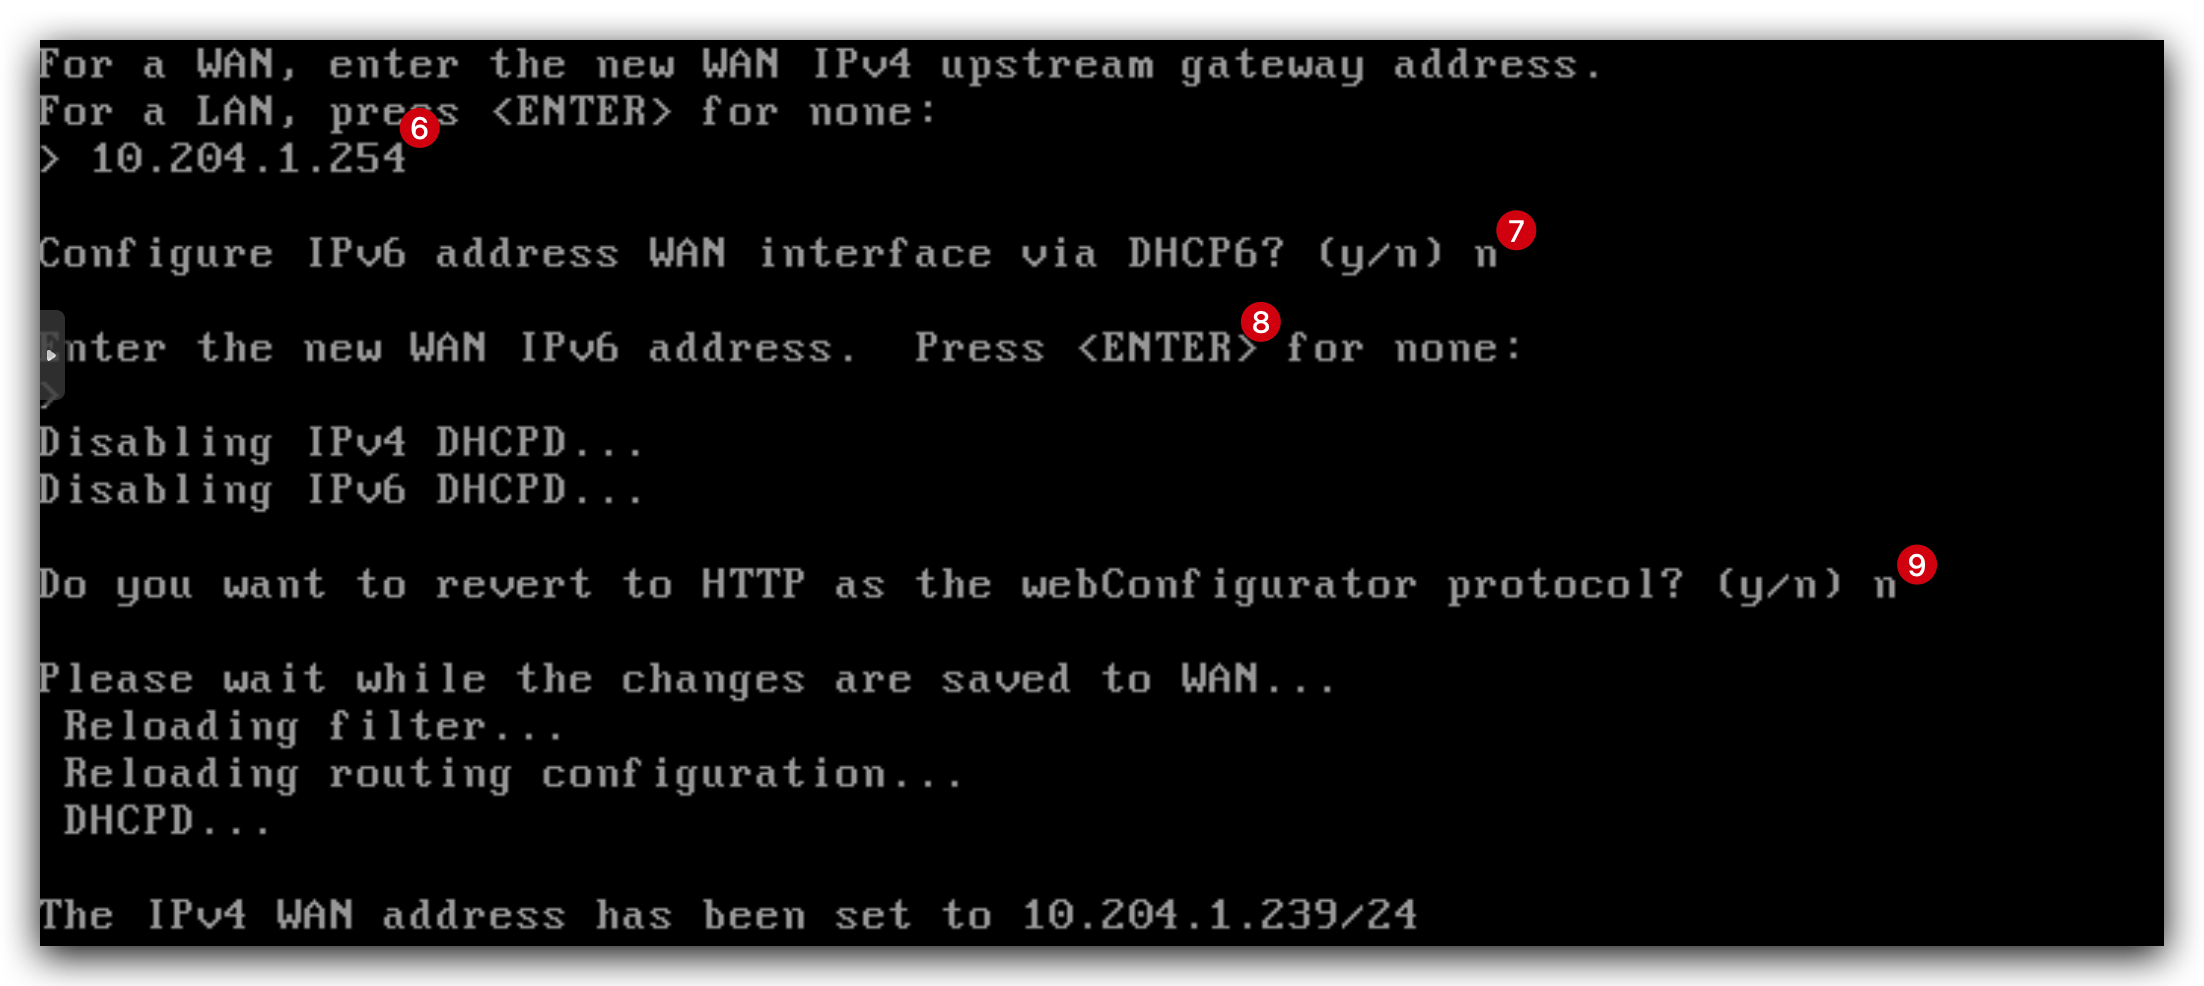 For a WAN, enter the new WAN IPv4 upstream gateway address.
For a LAN, press <ENTER> for none:
6
> 10.204.1.254
7
Configure IPv6 address WAN interface via DHCP6? (y/n) n
8
Enter the new WAN IPv6 address.  Press <ENTER> for none:
>
Disabling IPv4 DHCPD...
Disabling IPv6 DHCPD...
9
Do you want to revert to HTTP as the webConfigurator protocol? (y/n) n
Please wait while the changes are saved to WAN...
Reloading filter...
Reloading routing configuration...
DHCPD...
The IPv4 WAN address has been set to 10.204.1.239/24